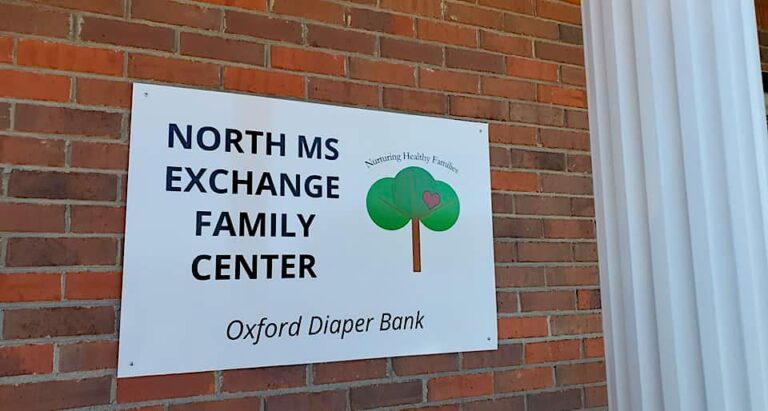 NORTH MS
EXCHANGE
FAMILY
CENTER
Nurturing Healthy Families
Oxford Diaper Bank